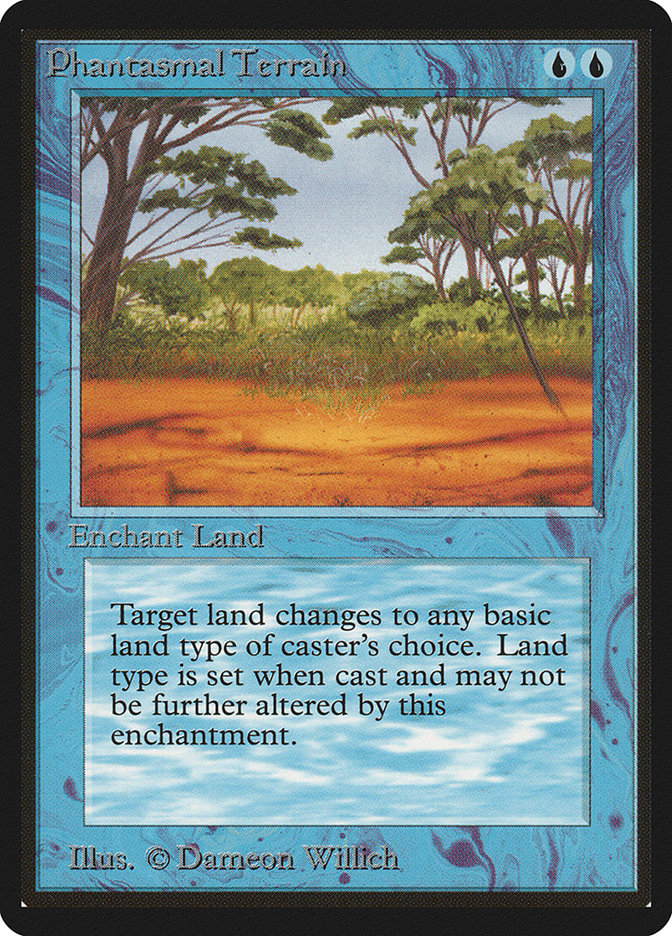 Phantasmal Terrain
Enchant Land
Target land changes to any basic
land type of caster's choice. Land
type is set when cast and may not
be further altered by this
enchantment.
Illus. © Dameon Willich